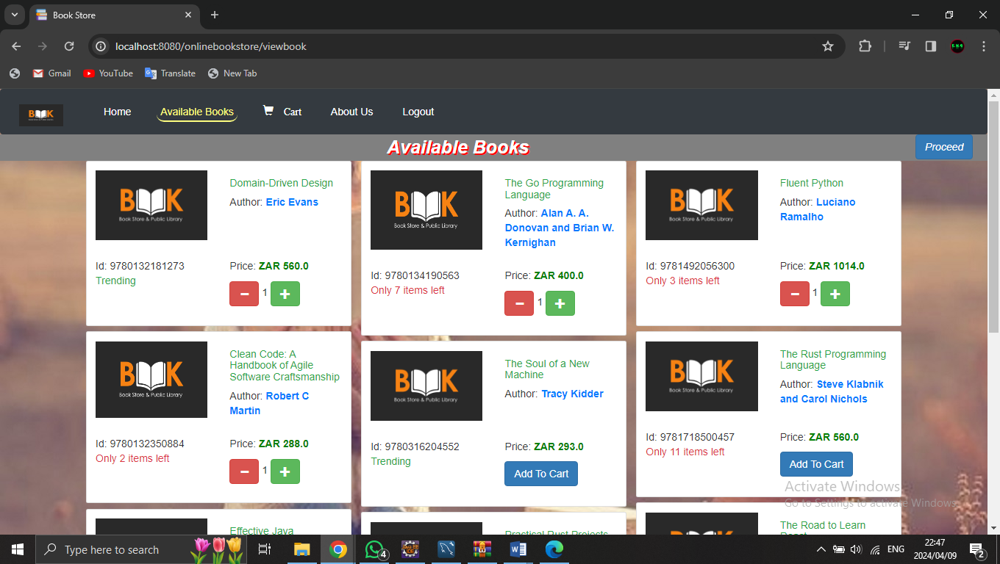 Book Store
localhost:8080/onlinebookstore/viewbook
Gmail
YouTube
Translate
New Tab
BOOK
Home
Available Books
Cart
About Us
Logout
Available Books
Proceed
BOOK
Book Store & Public Library
Domain-Driven Design
Author: Eric Evans
Id: 9780132181273
Trending
Price: ZAR 560.0
1
BOOK
Book Store & Public Library
The Go Programming
Language
Author: Alan A. A.
Donovan and Brian W.
Kernighan
Id: 9780134190563
Only 7 items left
Price: ZAR 400.0
1
BOOK
Book Store & Public Library
Fluent Python
Author: Luciano
Ramalho
Id: 9781492056300
Only 3 items left
Price: ZAR 1014.0
1
BOOK
Book Store & Public Library
Clean Code: A
Handbook of Agile
Software Craftsmanship
Author: Robert C
Martin
Id: 9780132350884
Only 2 items left
Price: ZAR 288.0
1
BOOK
Book Store & Public Library
The Soul of a New
Machine
Author: Tracy Kidder
Id: 9780316204552
Trending
Price: ZAR 293.0
Add To Cart
BOOK
Book Store & Public Library
The Rust Programming
Language
Author: Steve Klabnik
and Carol Nichols
Id: 9781718500457
Only 11 items left
Price: ZAR 560.0
Add To Cart
Activate Windows
Go to Settings to activate Windows.
Effective Java
Practical Rust Projects
The Road to Learn
Type here to search
4
ENG
22:47
2024/04/09
2